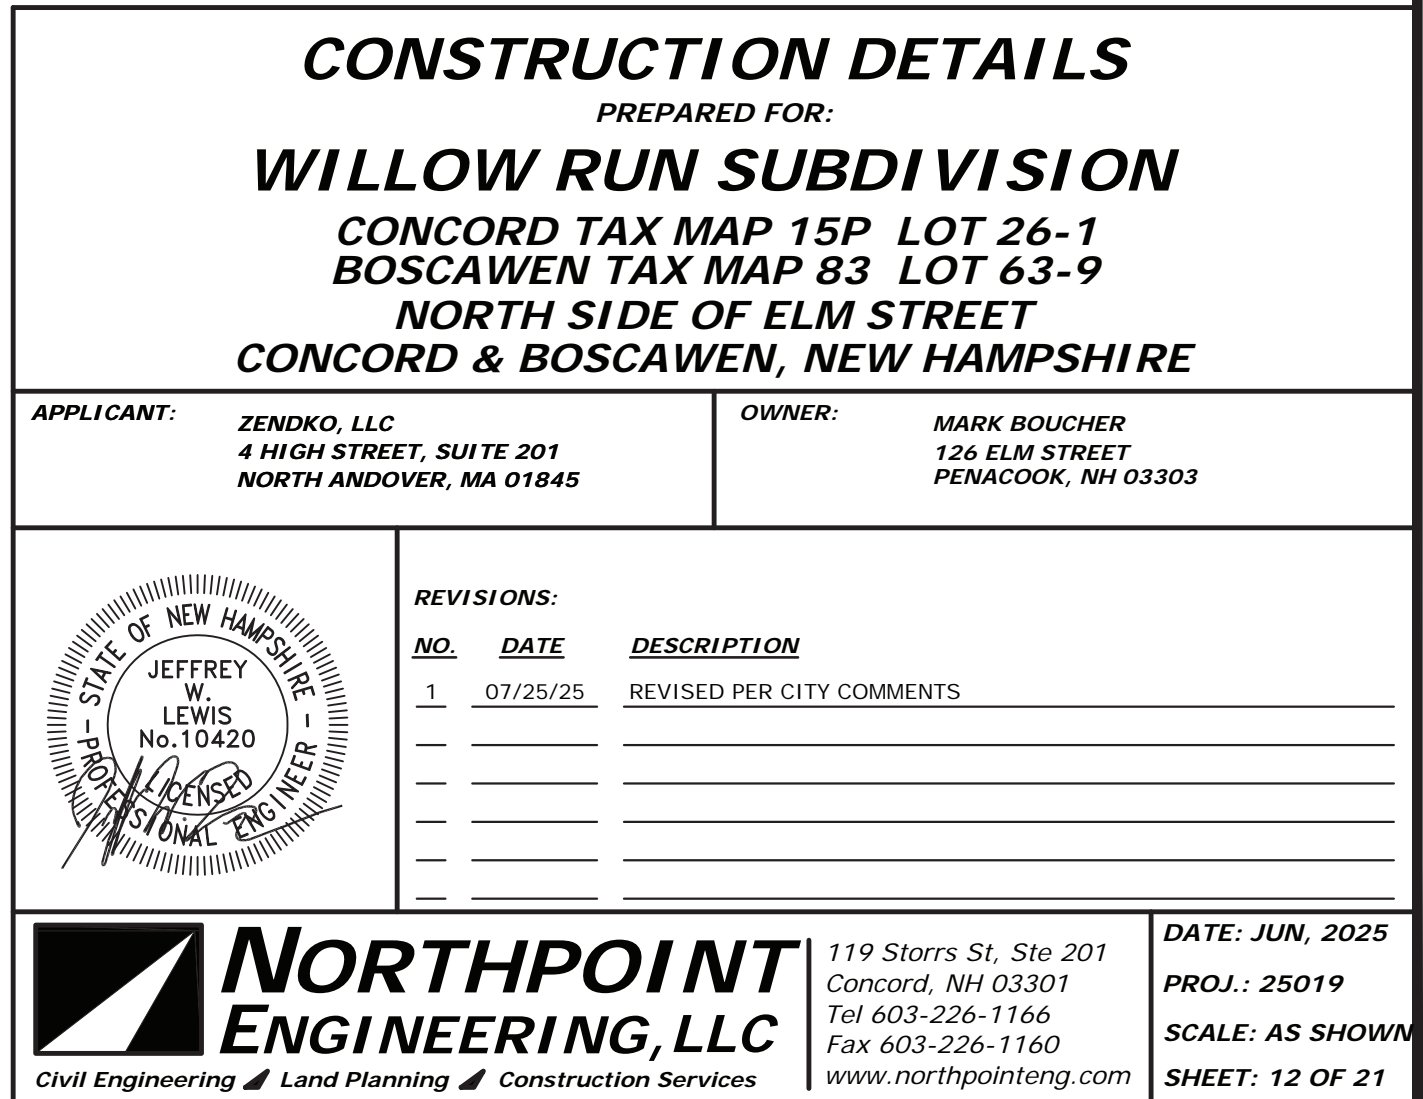 CONSTRUCTION DETAILS
PREPARED FOR:
WILLOW RUN SUBDIVISION
CONCORD TAX MAP 15P LOT 26-1
BOSCAWEN TAX MAP 83 LOT 63-9
NORTH SIDE OF ELM STREET
CONCORD & BOSCAWEN, NEW HAMPSHIRE
APPLICANT:
ZENDKO, LLC
4 HIGH STREET, SUITE 201
NORTH ANDOVER, MA 01845
OWNER:
MARK BOUCHER
126 ELM STREET
PENACOOK, NH 03303
STATE OF NEW HAMPSHIRE
JEFFREY
W.
LEWIS
No.10420
LICENSED
PROFESSIONAL ENGINEER
REVISIONS:
NO. DATE DESCRIPTION
1 07/25/25 REVISED PER CITY COMMENTS
NORTHPOINT
ENGINEERING, LLC
Civil Engineering Land Planning Construction Services
119 Storrs St, Ste 201
Concord, NH 03301
Tel 603-226-1166
Fax 603-226-1160
www.northpointeng.com
DATE: JUN, 2025
PROJ.: 25019
SCALE: AS SHOWN
SHEET: 12 OF 21